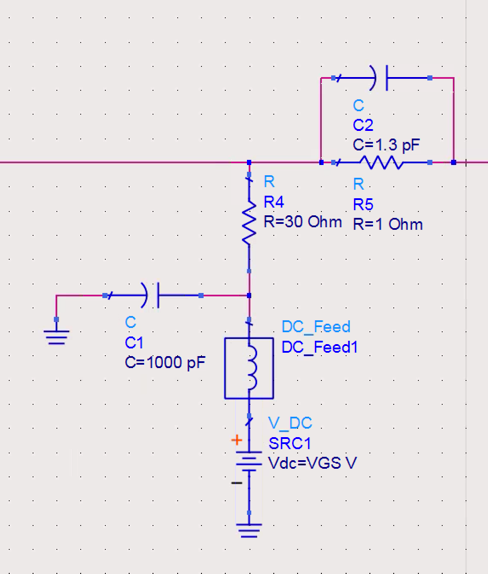 C
C2
C=1.3 pF
R
R4
R=30 Ohm
R
R5
R=1 Ohm
C
C1
C=1000 pF
DC_Feed
DC_Feed1
+
V_DC
SRC1
Vdc=VGS V
−